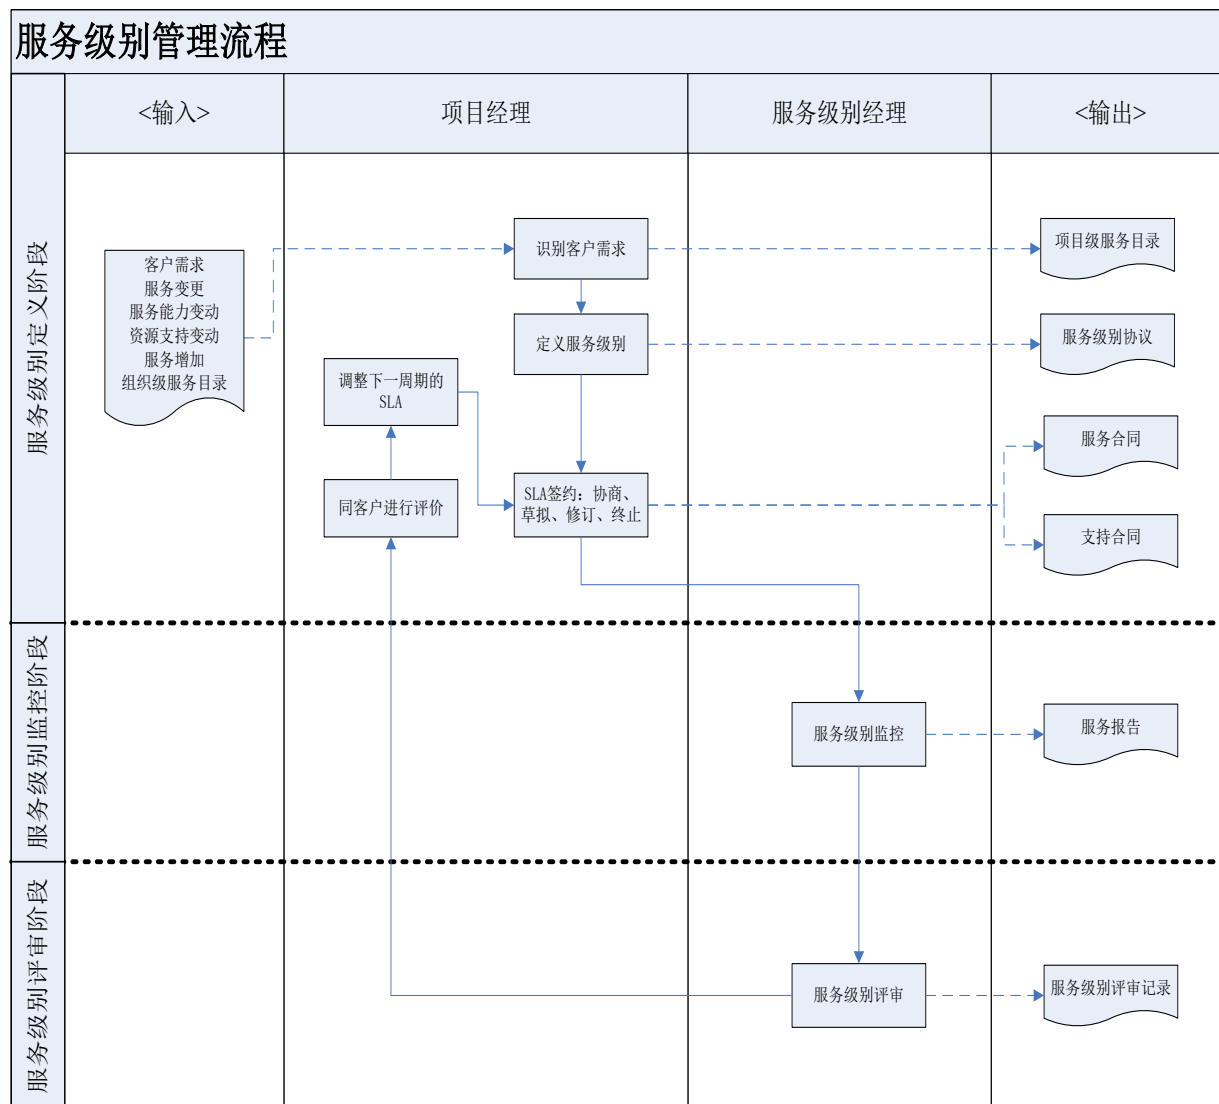 服务级别管理流程
<输入>
项目经理
服务级别经理
<输出>
服务级别定义阶段
客户需求
服务变更
服务能力变动
资源支持变动
服务增加
组织级服务目录
识别客户需求
项目级服务目录
定义服务级别
服务级别协议
调整下一周期的
SLA
服务合同
同客户进行评价
SLA签约：协商、
草拟、修订、终止
支持合同
服务级别监控阶段
服务级别监控
服务报告
服务级别评审阶段
服务级别评审
服务级别评审记录